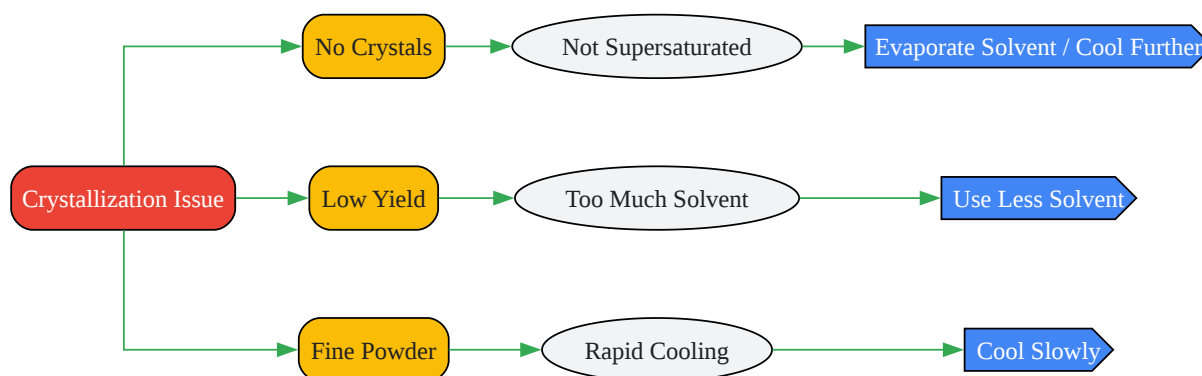 No Crystals
Not Supersaturated
Evaporate Solvent / Cool Further
Crystallization Issue
Low Yield
Too Much Solvent
Use Less Solvent
Fine Powder
Rapid Cooling
Cool Slowly